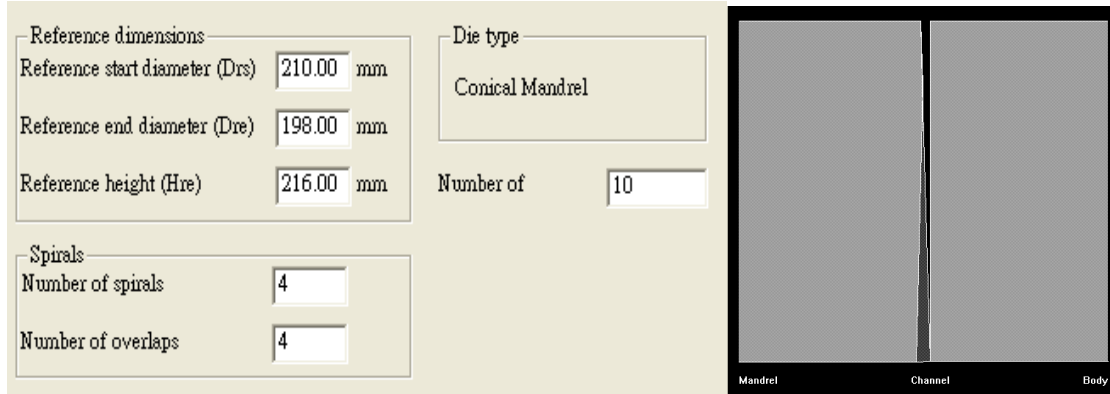 Reference dimensions
Reference start diameter (Drs) 210.00 mm
Reference end diameter (Dre) 198.00 mm
Reference height (Hre) 216.00 mm
Spirals
Number of spirals 4
Number of overlaps 4
Die type
Conical Mandrel
Number of 10
Mandrel Channel Body